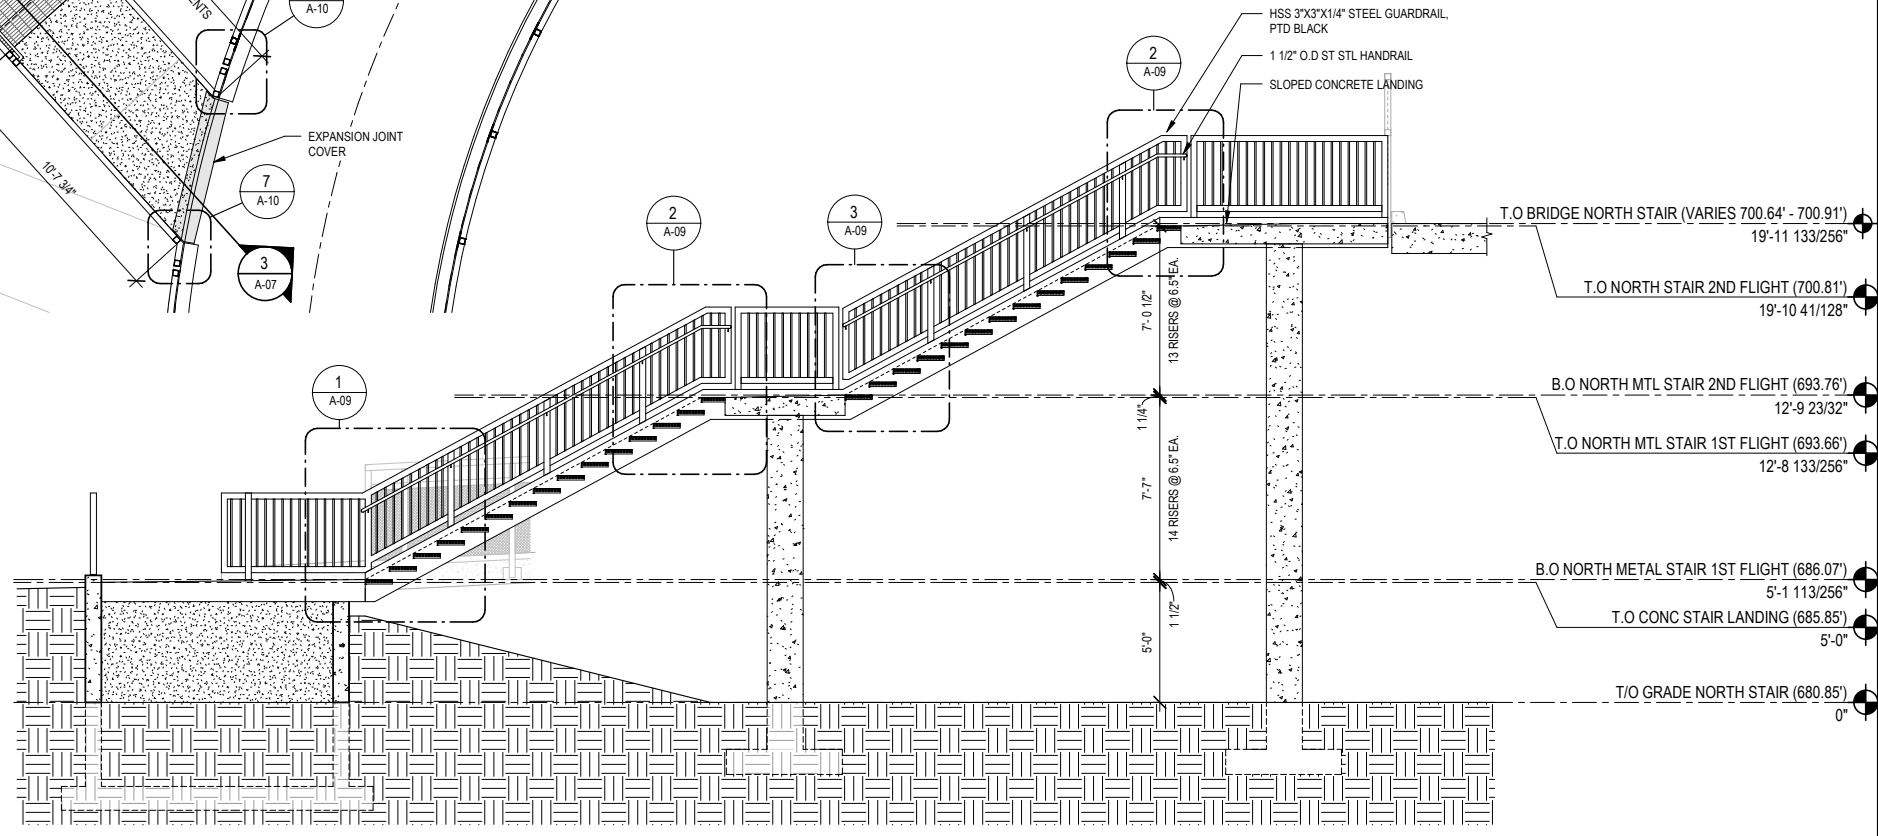 ENTS
A-10
EXPANSION JOINT
COVER
10'-7 3/4"
7
A-10
3
A-07
HSS 3"X3"X1/4" STEEL GUARDRAIL,
PTD BLACK
1 1/2" O.D ST STL HANDRAIL
SLOPED CONCRETE LANDING
2
A-09
2
A-09
3
A-09
1
A-09
7'- 0 1/2"
13 RISERS @ 6.5" EA.
1 1/4"
7'-7"
14 RISERS @ 6.5" EA.
1 1/2"
5'-0"
T.O BRIDGE NORTH STAIR (VARIES 700.64' - 700.91')
19'-11 133/256"
T.O NORTH STAIR 2ND FLIGHT (700.81')
19'-10 41/128"
B.O NORTH MTL STAIR 2ND FLIGHT (693.76')
12'-9 23/32"
T.O NORTH MTL STAIR 1ST FLIGHT (693.66')
12'-8 133/256"
B.O NORTH METAL STAIR 1ST FLIGHT (686.07')
5'-1 113/256"
T.O CONC STAIR LANDING (685.85')
5'-0"
T/O GRADE NORTH STAIR (680.85')
0"